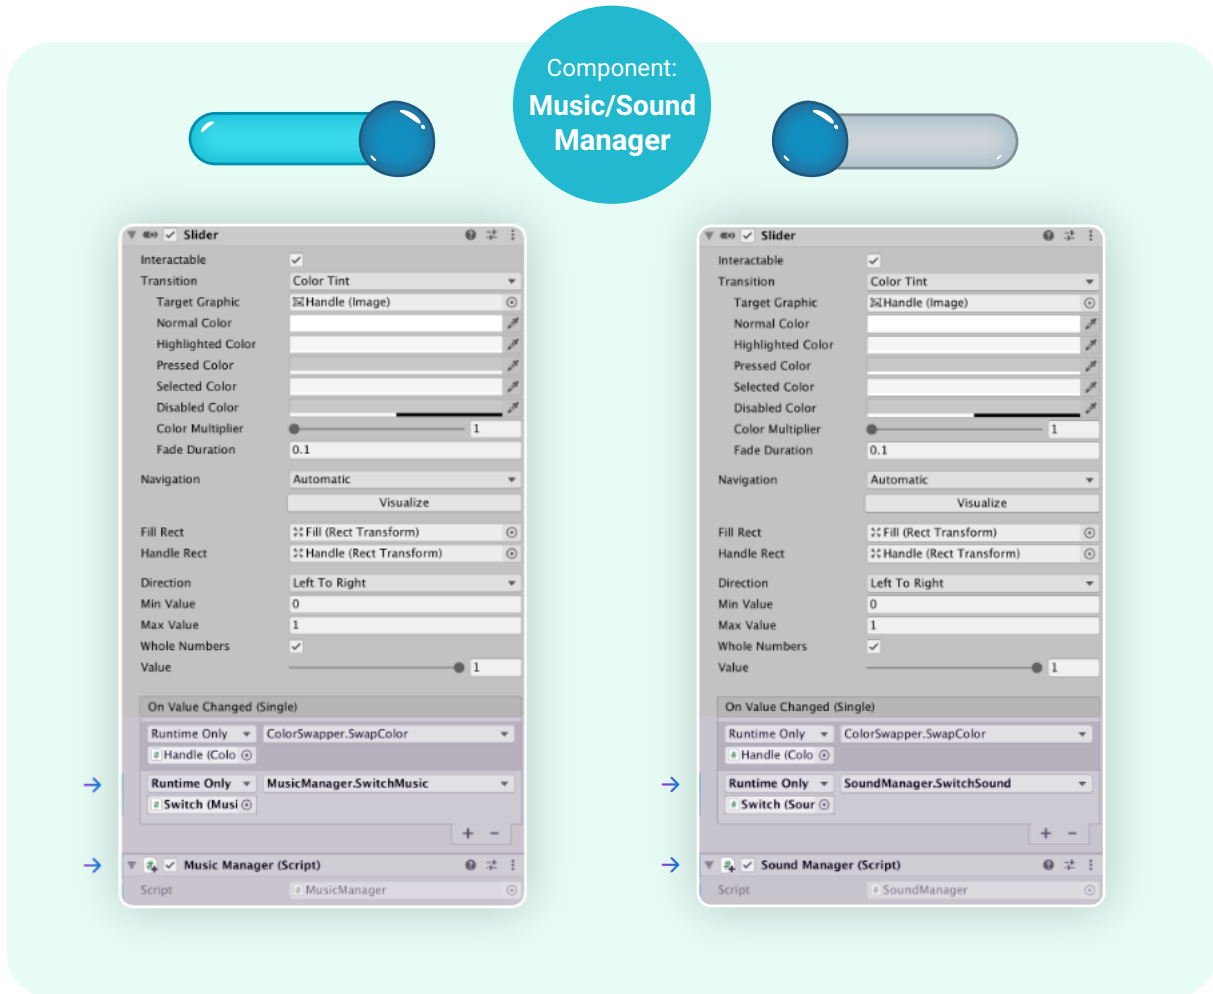 Component:
Music/Sound
Manager
Slider
Interactable
Transition Color Tint
Target Graphic Handle (Image)
Normal Color
Highlighted Color
Pressed Color
Selected Color
Disabled Color
Color Multiplier 1
Fade Duration 0.1
Navigation Automatic
Visualize
Fill Rect Fill (Rect Transform)
Handle Rect Handle (Rect Transform)
Direction Left To Right
Min Value 0
Max Value 1
Whole Numbers
Value 1
On Value Changed (Single)
Runtime Only ColorSwapper.SwapColor
# Handle (Colo
Runtime Only MusicManager.SwitchMusic
# Switch (Musi
+ −
# Music Manager (Script)
Script # MusicManager
Slider
Interactable
Transition Color Tint
Target Graphic Handle (Image)
Normal Color
Highlighted Color
Pressed Color
Selected Color
Disabled Color
Color Multiplier 1
Fade Duration 0.1
Navigation Automatic
Visualize
Fill Rect Fill (Rect Transform)
Handle Rect Handle (Rect Transform)
Direction Left To Right
Min Value 0
Max Value 1
Whole Numbers
Value 1
On Value Changed (Single)
Runtime Only ColorSwapper.SwapColor
# Handle (Colo
Runtime Only SoundManager.SwitchSound
# Switch (Sour
+ −
# Sound Manager (Script)
Script # SoundManager